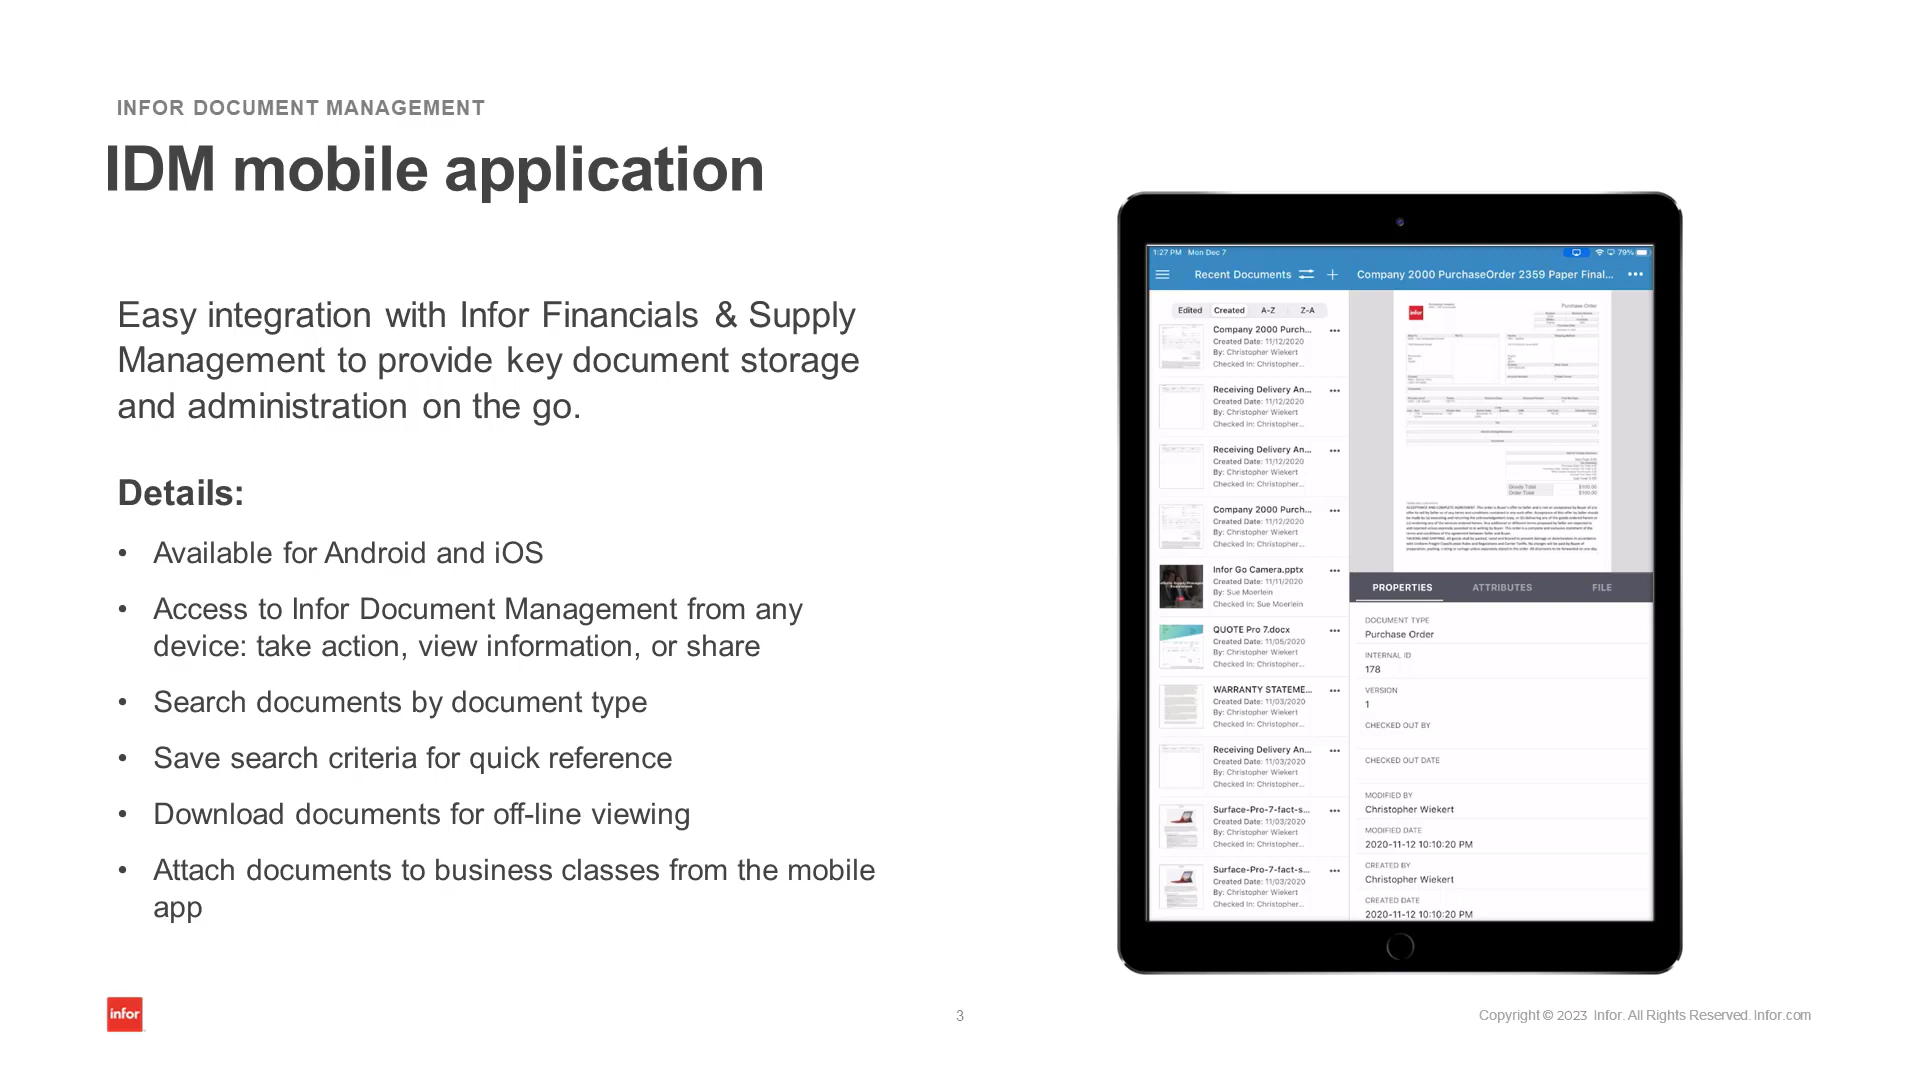 INFOR DOCUMENT MANAGEMENT
IDM mobile application
Easy integration with Infor Financials & Supply
Management to provide key document storage
and administration on the go.
Details:
• Available for Android and iOS
• Access to Infor Document Management from any
device: take action, view information, or share
• Search documents by document type
• Save search criteria for quick reference
• Download documents for off-line viewing
• Attach documents to business classes from the mobile
app
1:27 PM Mon Dec 7
79%
Recent Documents
Company 2000 PurchaseOrder 2359 Paper Final...
Edited Created A-Z Z-A
Company 2000 Purch...
Created Date: 11/12/2020
By: Christopher Wiekert
Checked In: Christopher...
Receiving Delivery An...
Created Date: 11/12/2020
By: Christopher Wiekert
Checked In: Christopher...
Receiving Delivery An...
Created Date: 11/12/2020
By: Christopher Wiekert
Checked In: Christopher...
Company 2000 Purch...
Created Date: 11/12/2020
By: Christopher Wiekert
Checked In: Christopher...
Infor Go Camera.pptx
Created Date: 11/11/2020
By: Sue Moerlein
Checked In: Sue Moerlein
QUOTE Pro 7.docx
Created Date: 11/05/2020
By: Christopher Wiekert
Checked In: Christopher...
WARRANTY STATEME...
Created Date: 11/03/2020
By: Christopher Wiekert
Checked In: Christopher...
Receiving Delivery An...
Created Date: 11/03/2020
By: Christopher Wiekert
Checked In: Christopher...
Surface-Pro-7-fact-s...
Created Date: 11/03/2020
By: Christopher Wiekert
Checked In: Christopher...
Surface-Pro-7-fact-s...
Created Date: 11/03/2020
By: Christopher Wiekert
Checked In: Christopher...
infor
Purchase Order
Goods Total $100.00
Order Total $100.00
PROPERTIES ATTRIBUTES FILE
DOCUMENT TYPE
Purchase Order
INTERNAL ID
178
VERSION
1
CHECKED OUT BY
CHECKED OUT DATE
MODIFIED BY
Christopher Wiekert
MODIFIED DATE
2020-11-12 10:10:20 PM
CREATED BY
Christopher Wiekert
CREATED DATE
2020-11-12 10:10:20 PM
infor
3
Copyright © 2023 Infor. All Rights Reserved. Infor.com